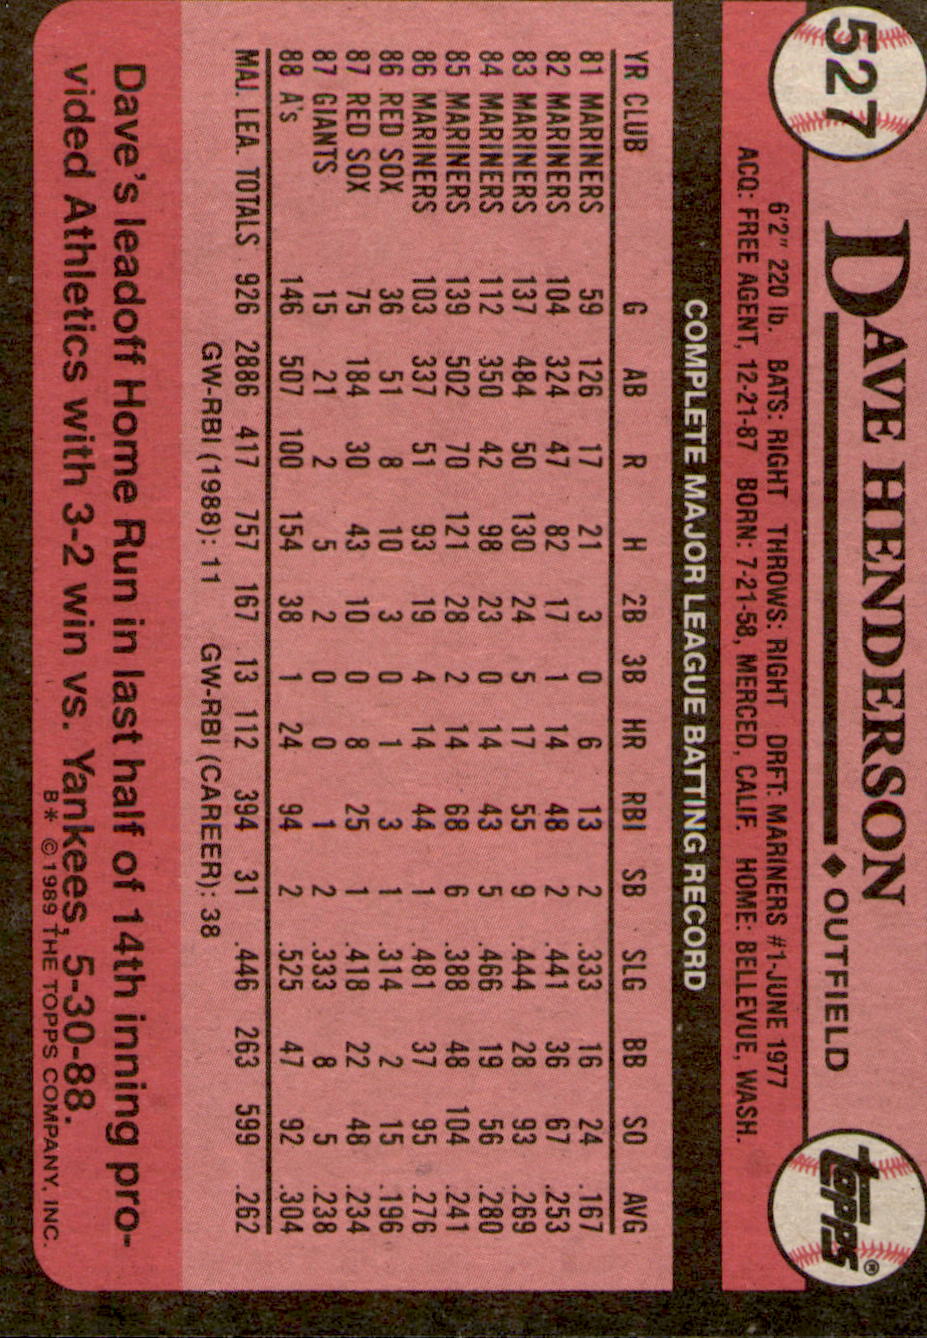 527
DAVE HENDERSON
◆ OUTFIELD
topps®
6'2" 220 lb. BATS: RIGHT THROWS: RIGHT DRFT: MARINERS #1-JUNE 1977
ACQ: FREE AGENT, 12-21-87 BORN: 7-21-58, MERCED, CALIF. HOME: BELLEVUE, WASH.
COMPLETE MAJOR LEAGUE BATTING RECORD
YR CLUB G AB R H 2B 3B HR RBI SB SLG BB SO AVG
81 MARINERS 59 126 17 21 3 0 6 13 2 .333 16 24 .167
82 MARINERS 104 324 47 82 17 1 14 48 2 .441 36 67 .253
83 MARINERS 137 484 50 130 24 5 17 55 9 .444 28 93 .269
84 MARINERS 112 350 42 98 23 0 14 43 5 .466 19 56 .280
85 MARINERS 139 502 70 121 28 2 14 68 6 .388 48 104 .241
86 MARINERS 103 337 51 93 19 4 14 44 1 .481 37 95 .276
86 RED SOX 36 51 8 10 3 0 1 3 1 .314 2 15 .196
87 RED SOX 75 184 30 43 10 0 8 25 1 .418 22 48 .234
87 GIANTS 15 21 2 5 2 0 0 1 2 .333 8 5 .238
88 A's 146 507 100 154 38 1 24 94 2 .525 47 92 .304
MAJ. LEA. TOTALS 926 2886 417 757 167 13 112 394 31 .446 263 599 .262
GW-RBI (1988): 11 GW-RBI (CAREER): 38
Dave's leadoff Home Run in last half of 14th inning pro-
vided Athletics with 3-2 win vs. Yankees, 5-30-88.
B* ©1989 THE TOPPS COMPANY, INC.